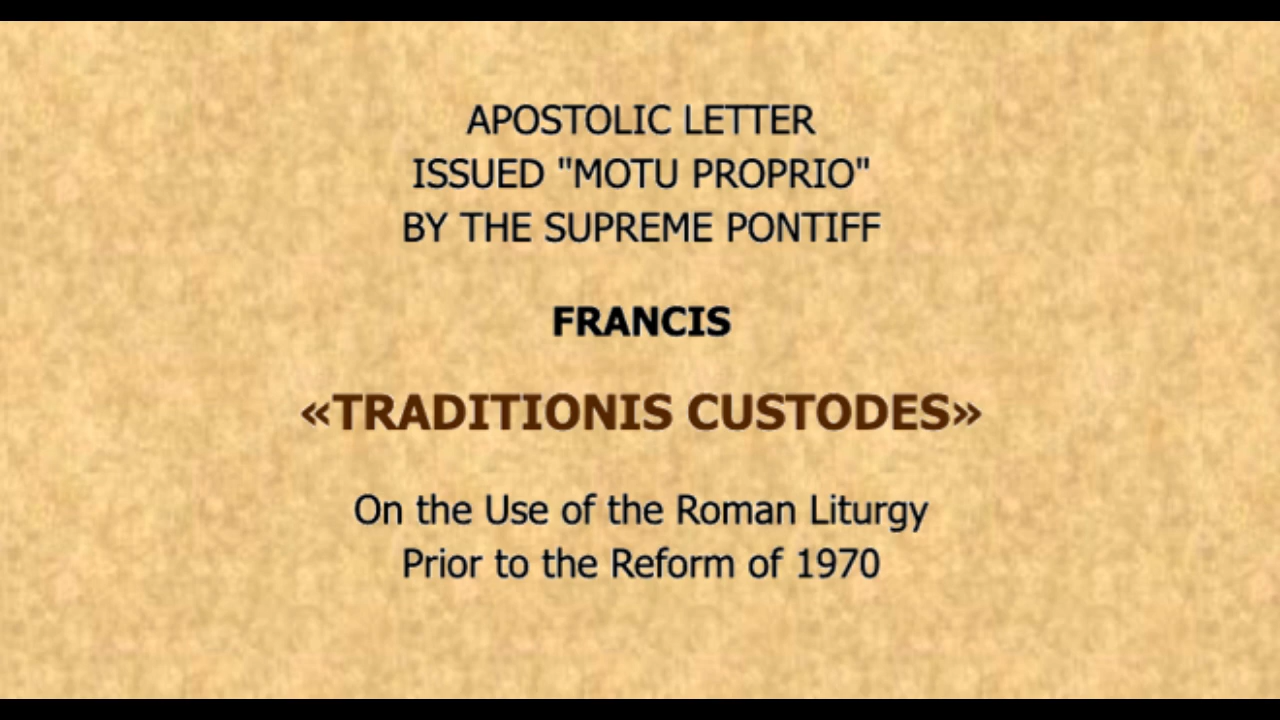 APOSTOLIC LETTER
ISSUED "MOTU PROPRIO"
BY THE SUPREME PONTIFF
FRANCIS
«TRADITIONIS CUSTODES»
On the Use of the Roman Liturgy
Prior to the Reform of 1970